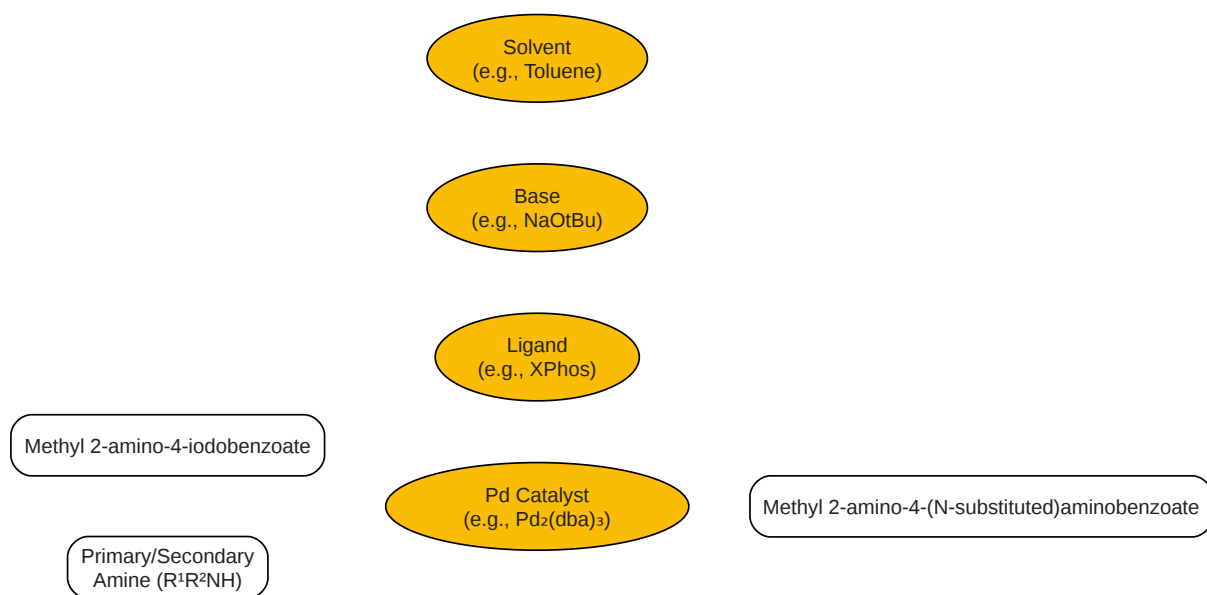 Solvent
(e.g., Toluene)
Base
(e.g., NaOtBu)
Ligand
(e.g., XPhos)
Methyl 2-amino-4-iodobenzoate
Pd Catalyst
(e.g., Pd₂(dba)₃)
Methyl 2-amino-4-(N-substituted)aminobenzoate
Primary/Secondary
Amine (R¹R²NH)